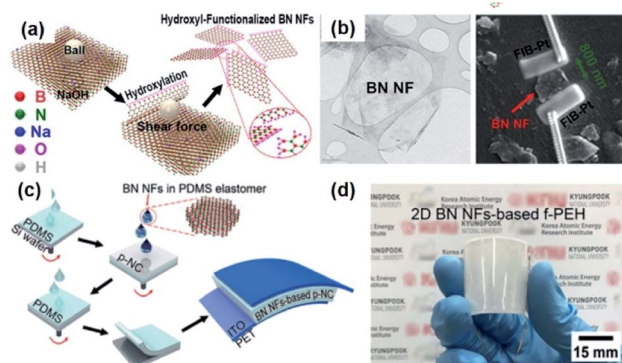 (a)
Hydroxyl-Functionalized BN NFs
Ball
NaOH
Hydroxylation
Shear force
B
N
Na
O
H
(b)
BN NF
FIB-Pt
800 nm
BN NF
FIB-Pt
(c)
BN NFs in PDMS elastomer
PDMS
Si wafer
p-NC
PDMS
BN NFs-based p-NC
ITO
PET
(d)
KYUNGPOOK
NATIONAL UNIVERSITY
Korea Atomic Energy
Research Institute
2D BN NFs-based f-PEH
15 mm